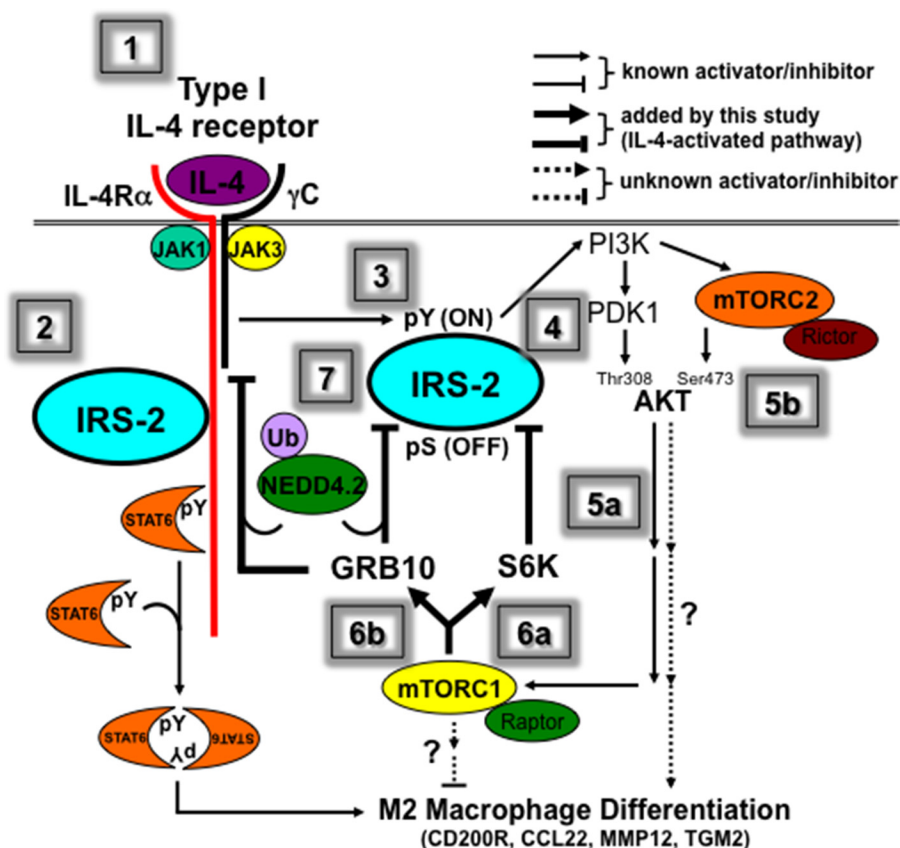 1
Type I
IL-4 receptor
IL-4Rα
IL-4
γC
JAK1
JAK3
known activator/inhibitor
added by this study
(IL-4-activated pathway)
unknown activator/inhibitor
2
3
4
PI3K
PDK1
mTORC2
Rictor
Thr308
Ser473
AKT
5b
pY (ON)
IRS-2
pS (OFF)
7
IRS-2
Ub
NEDD4.2
5a
STAT6
pY
GRB10
S6K
?
STAT6
pY
6b
6a
mTORC1
Raptor
STAT6
pY
pY
STAT6
?
M2 Macrophage Differentiation
(CD200R, CCL22, MMP12, TGM2)